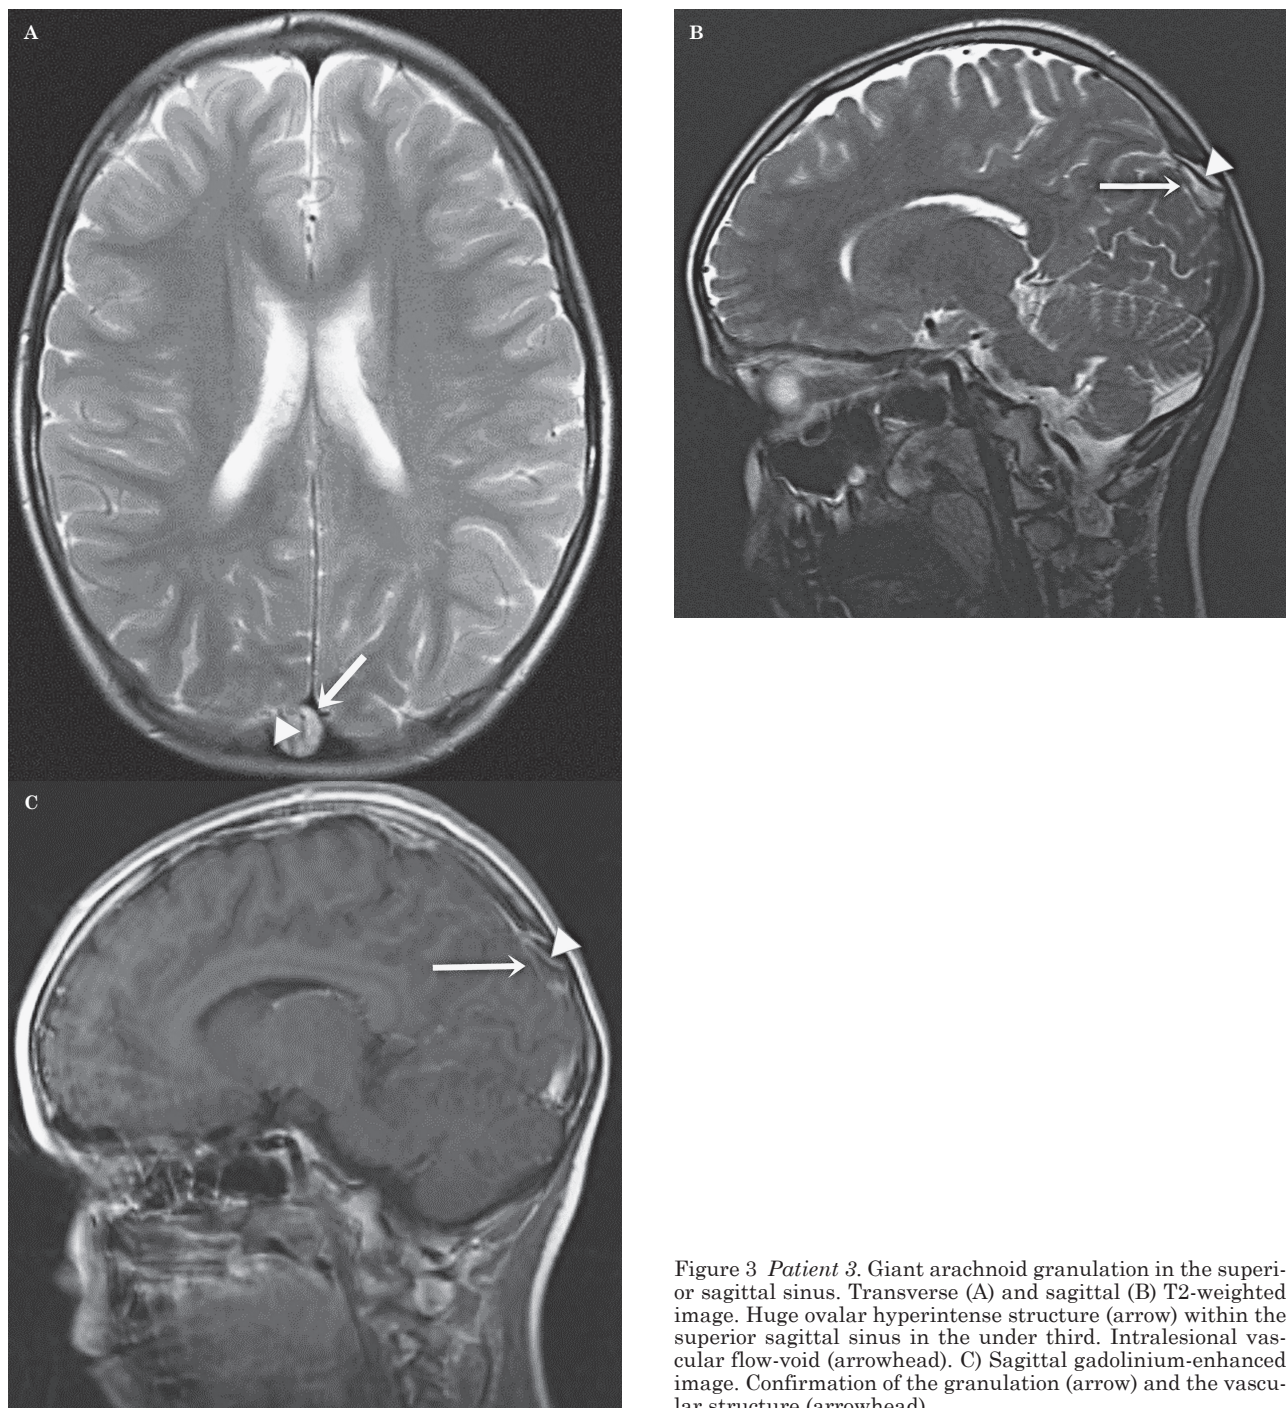 A
B
C
Figure 3 Patient 3. Giant arachnoid granulation in the superi-
or sagittal sinus. Transverse (A) and sagittal (B) T2-weighted
image. Huge ovalar hyperintense structure (arrow) within the
superior sagittal sinus in the under third. Intralesional vas-
cular flow-void (arrowhead). C) Sagittal gadolinium-enhanced
image. Confirmation of the granulation (arrow) and the vascu-
lar structure (arrowhead).